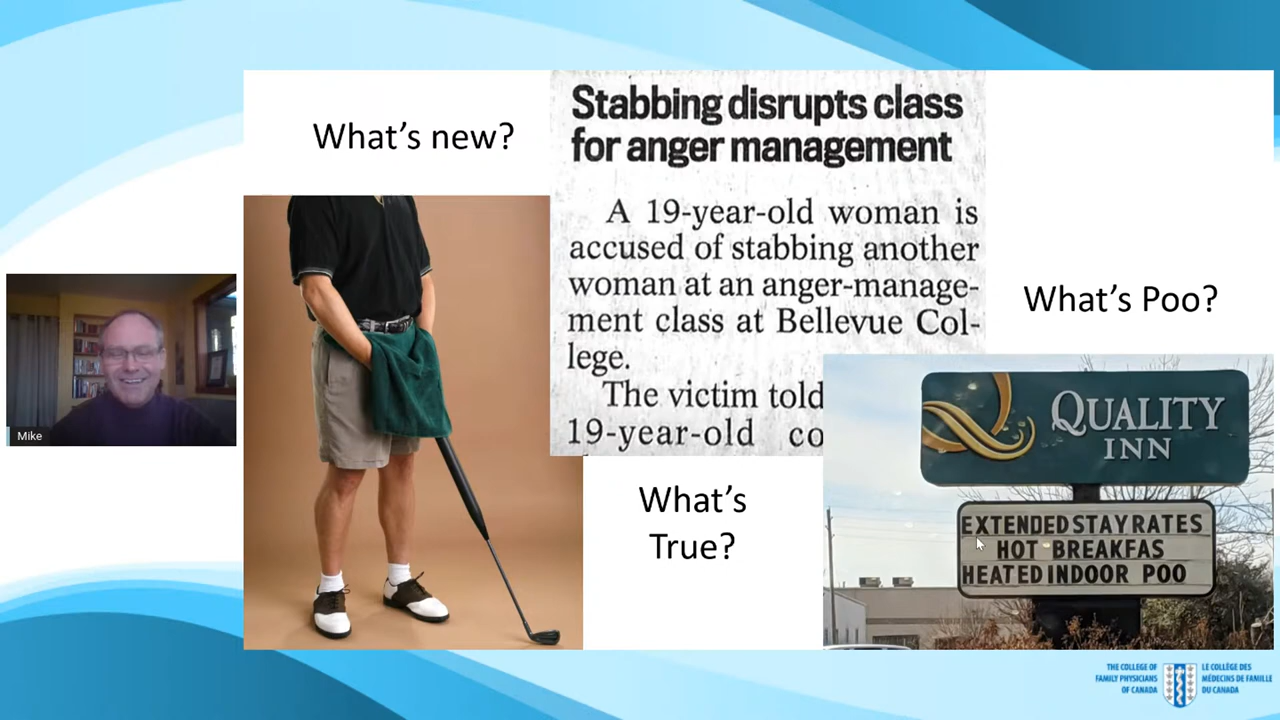 What's new?
Stabbing disrupts class
for anger management
A 19-year-old woman is
accused of stabbing another
woman at an anger-manage-
ment class at Bellevue Col-
lege.
The victim told
19-year-old co
What's Poo?
QUALITY
INN
EXTENDED STAY RATES
HOT BREAKFAS
HEATED INDOOR POO
What's
True?
Mike
THE COLLEGE OF
FAMILY PHYSICIANS
OF CANADA
LE COLLÈGE DES
MÉDECINS DE FAMILLE
DU CANADA